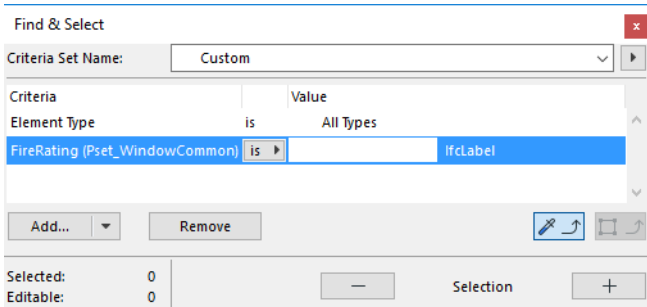 Find & Select
x
Criteria Set Name: Custom
Criteria Value
Element Type is All Types
FireRating (Pset_WindowCommon) is IfcLabel
Add... Remove
Selected: 0
Editable: 0
— Selection +